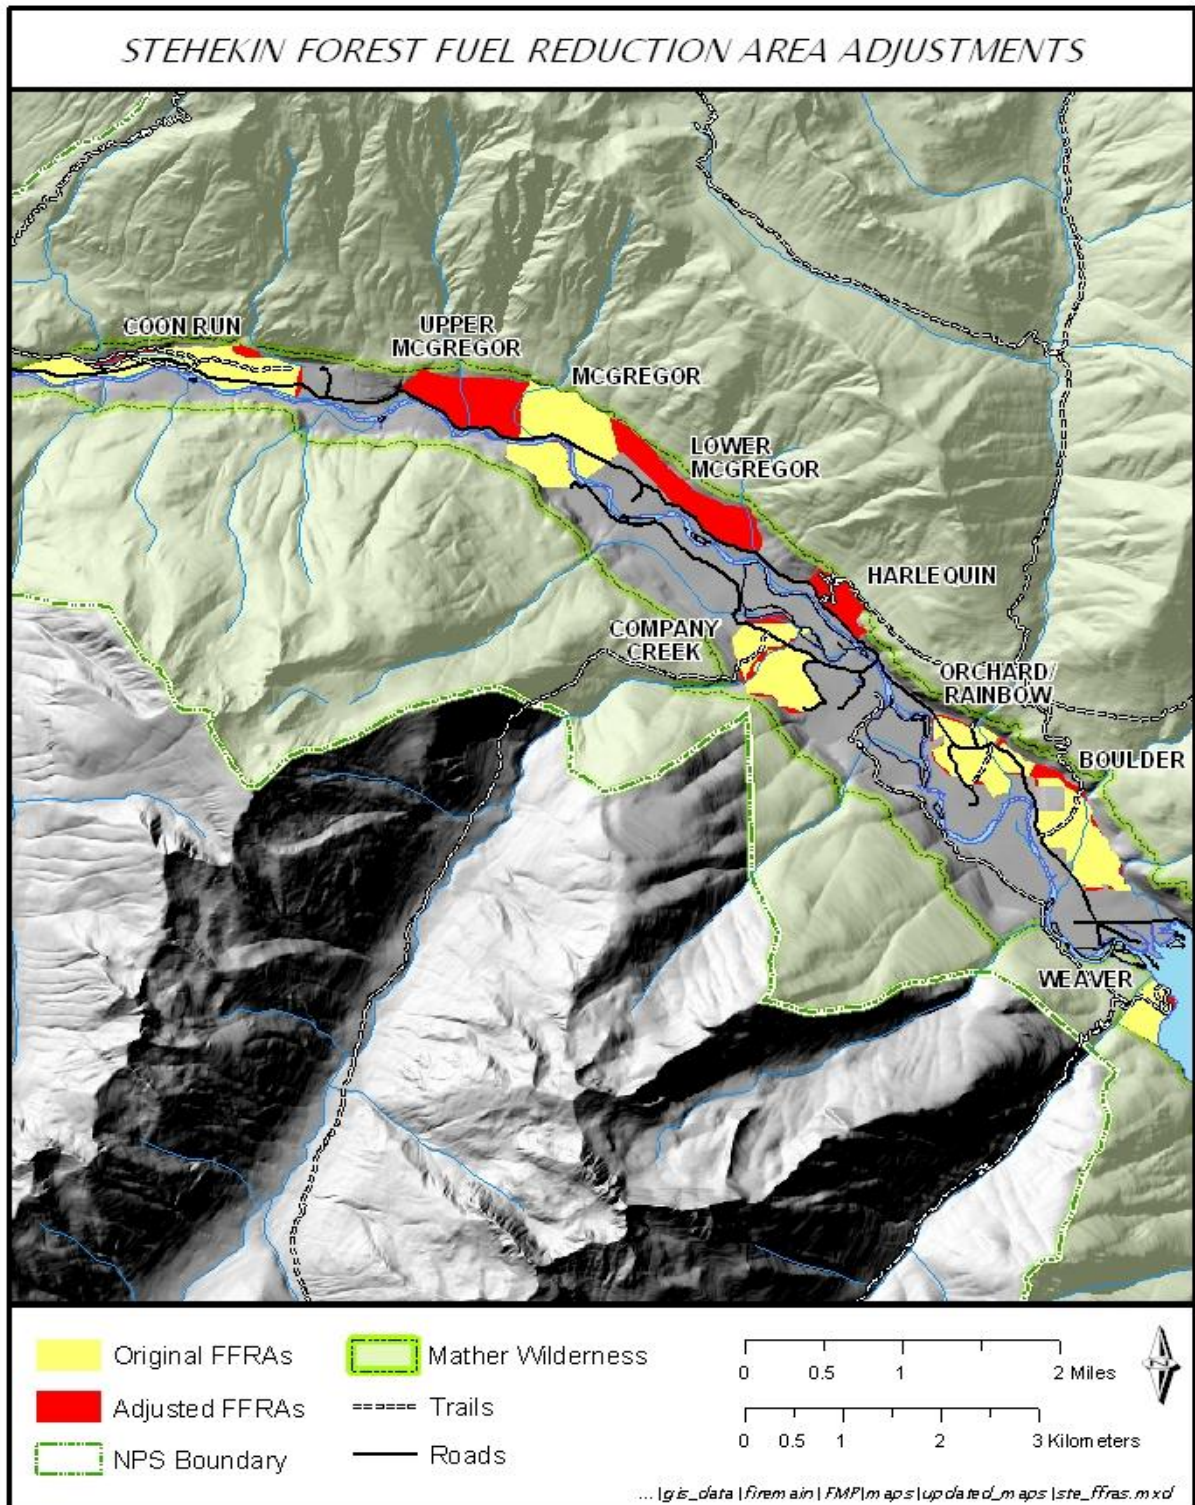 STEHEKIN FOREST FUEL REDUCTION AREA ADJUSTMENTS
COON RUN
UPPER
MCGREGOR
MCGREGOR
LOWER
MCGREGOR
HARLEQUIN
COMPANY
CREEK
ORCHARD/
RAINBOW
BOULDER
WEAVER
Original FFRAs
Adjusted FFRAs
NPS Boundary
Mather Wilderness
Trails
Roads
0 0.5 1 2 Miles
0 0.5 1 2 3 Kilometers
...\gis_data\firemain\FMP\maps\updated_maps\ste_ffras.mxd